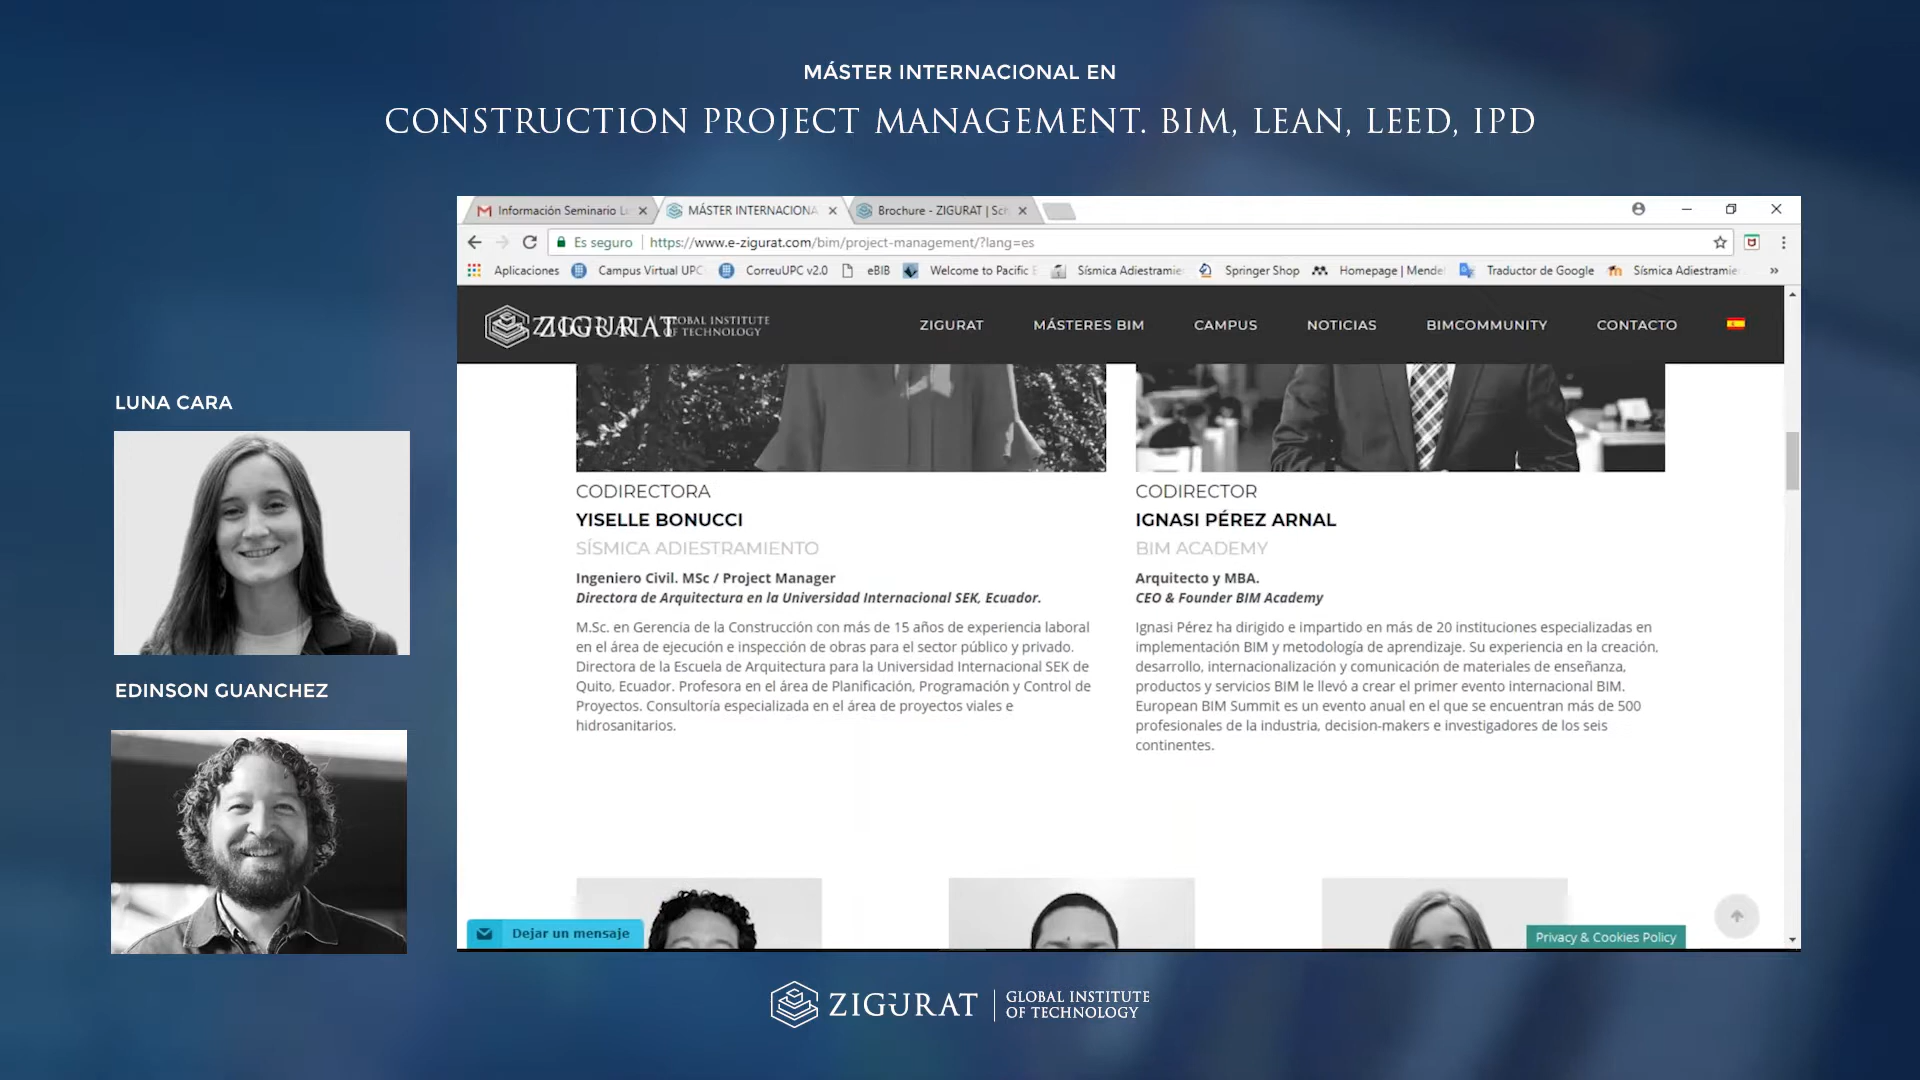 MÁSTER INTERNACIONAL EN
CONSTRUCTION PROJECT MANAGEMENT. BIM, LEAN, LEED, IPD
LUNA CARA
EDINSON GUANCHEZ
Información Seminario
MÁSTER INTERNACIONA
Brochure - ZIGURAT | Sch
Es seguro
https://www.e-zigurat.com/bim/project-management/?lang=es
Aplicaciones
Campus Virtual UPC
CorreuUPC v2.0
eBIB
Welcome to Pacific
Sísmica Adiestramie
Springer Shop
Homepage | Mende
Traductor de Google
Sísmica Adiestramie
»
ZIGURAT
GLOBAL INSTITUTE
OF TECHNOLOGY
ZIGURAT
MÁSTERES BIM
CAMPUS
NOTICIAS
BIMCOMMUNITY
CONTACTO
CODIRECTORA
YISELLE BONUCCI
SÍSMICA ADIESTRAMIENTO
Ingeniero Civil. MSc / Project Manager
Directora de Arquitectura en la Universidad Internacional SEK, Ecuador.
M.Sc. en Gerencia de la Construcción con más de 15 años de experiencia laboral
en el área de ejecución e inspección de obras para el sector público y privado.
Directora de la Escuela de Arquitectura para la Universidad Internacional SEK de
Quito, Ecuador. Profesora en el área de Planificación, Programación y Control de
Proyectos. Consultoría especializada en el área de proyectos viales e
hidrosanitarios.
CODIRECTOR
IGNASI PÉREZ ARNAL
BIM ACADEMY
Arquitecto y MBA.
CEO & Founder BIM Academy
Ignasi Pérez ha dirigido e impartido en más de 20 instituciones especializadas en
implementación BIM y metodología de aprendizaje. Su experiencia en la creación,
desarrollo, internacionalización y comunicación de materiales de enseñanza,
productos y servicios BIM le llevó a crear el primer evento internacional BIM.
European BIM Summit es un evento anual en el que se encuentran más de 500
profesionales de la industria, decision-makers e investigadores de los seis
continentes.
Dejar un mensaje
Privacy & Cookies Policy
ZIGURAT
GLOBAL INSTITUTE
OF TECHNOLOGY